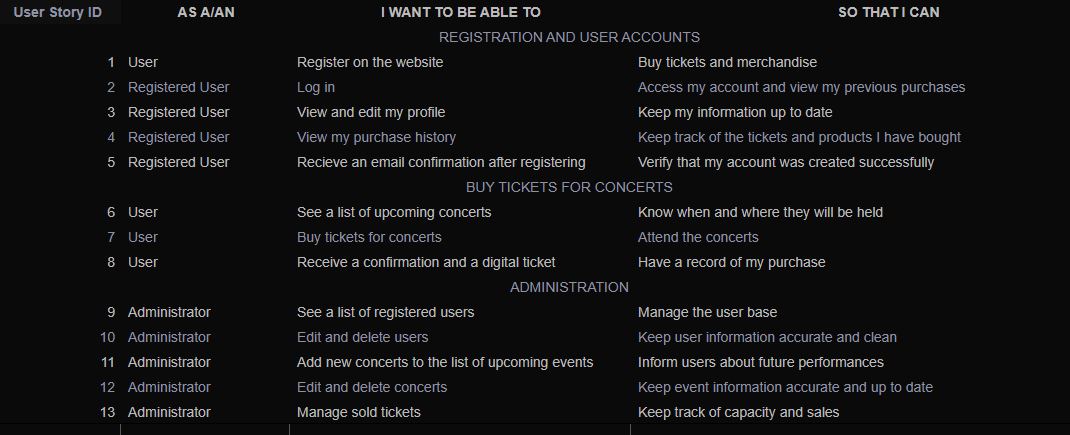 User Story ID AS A/AN I WANT TO BE ABLE TO SO THAT I CAN
REGISTRATION AND USER ACCOUNTS
1 User Register on the website Buy tickets and merchandise
2 Registered User Log in Access my account and view my previous purchases
3 Registered User View and edit my profile Keep my information up to date
4 Registered User View my purchase history Keep track of the tickets and products I have bought
5 Registered User Recieve an email confirmation after registering Verify that my account was created successfully
BUY TICKETS FOR CONCERTS
6 User See a list of upcoming concerts Know when and where they will be held
7 User Buy tickets for concerts Attend the concerts
8 User Receive a confirmation and a digital ticket Have a record of my purchase
ADMINISTRATION
9 Administrator See a list of registered users Manage the user base
10 Administrator Edit and delete users Keep user information accurate and clean
11 Administrator Add new concerts to the list of upcoming events Inform users about future performances
12 Administrator Edit and delete concerts Keep event information accurate and up to date
13 Administrator Manage sold tickets Keep track of capacity and sales